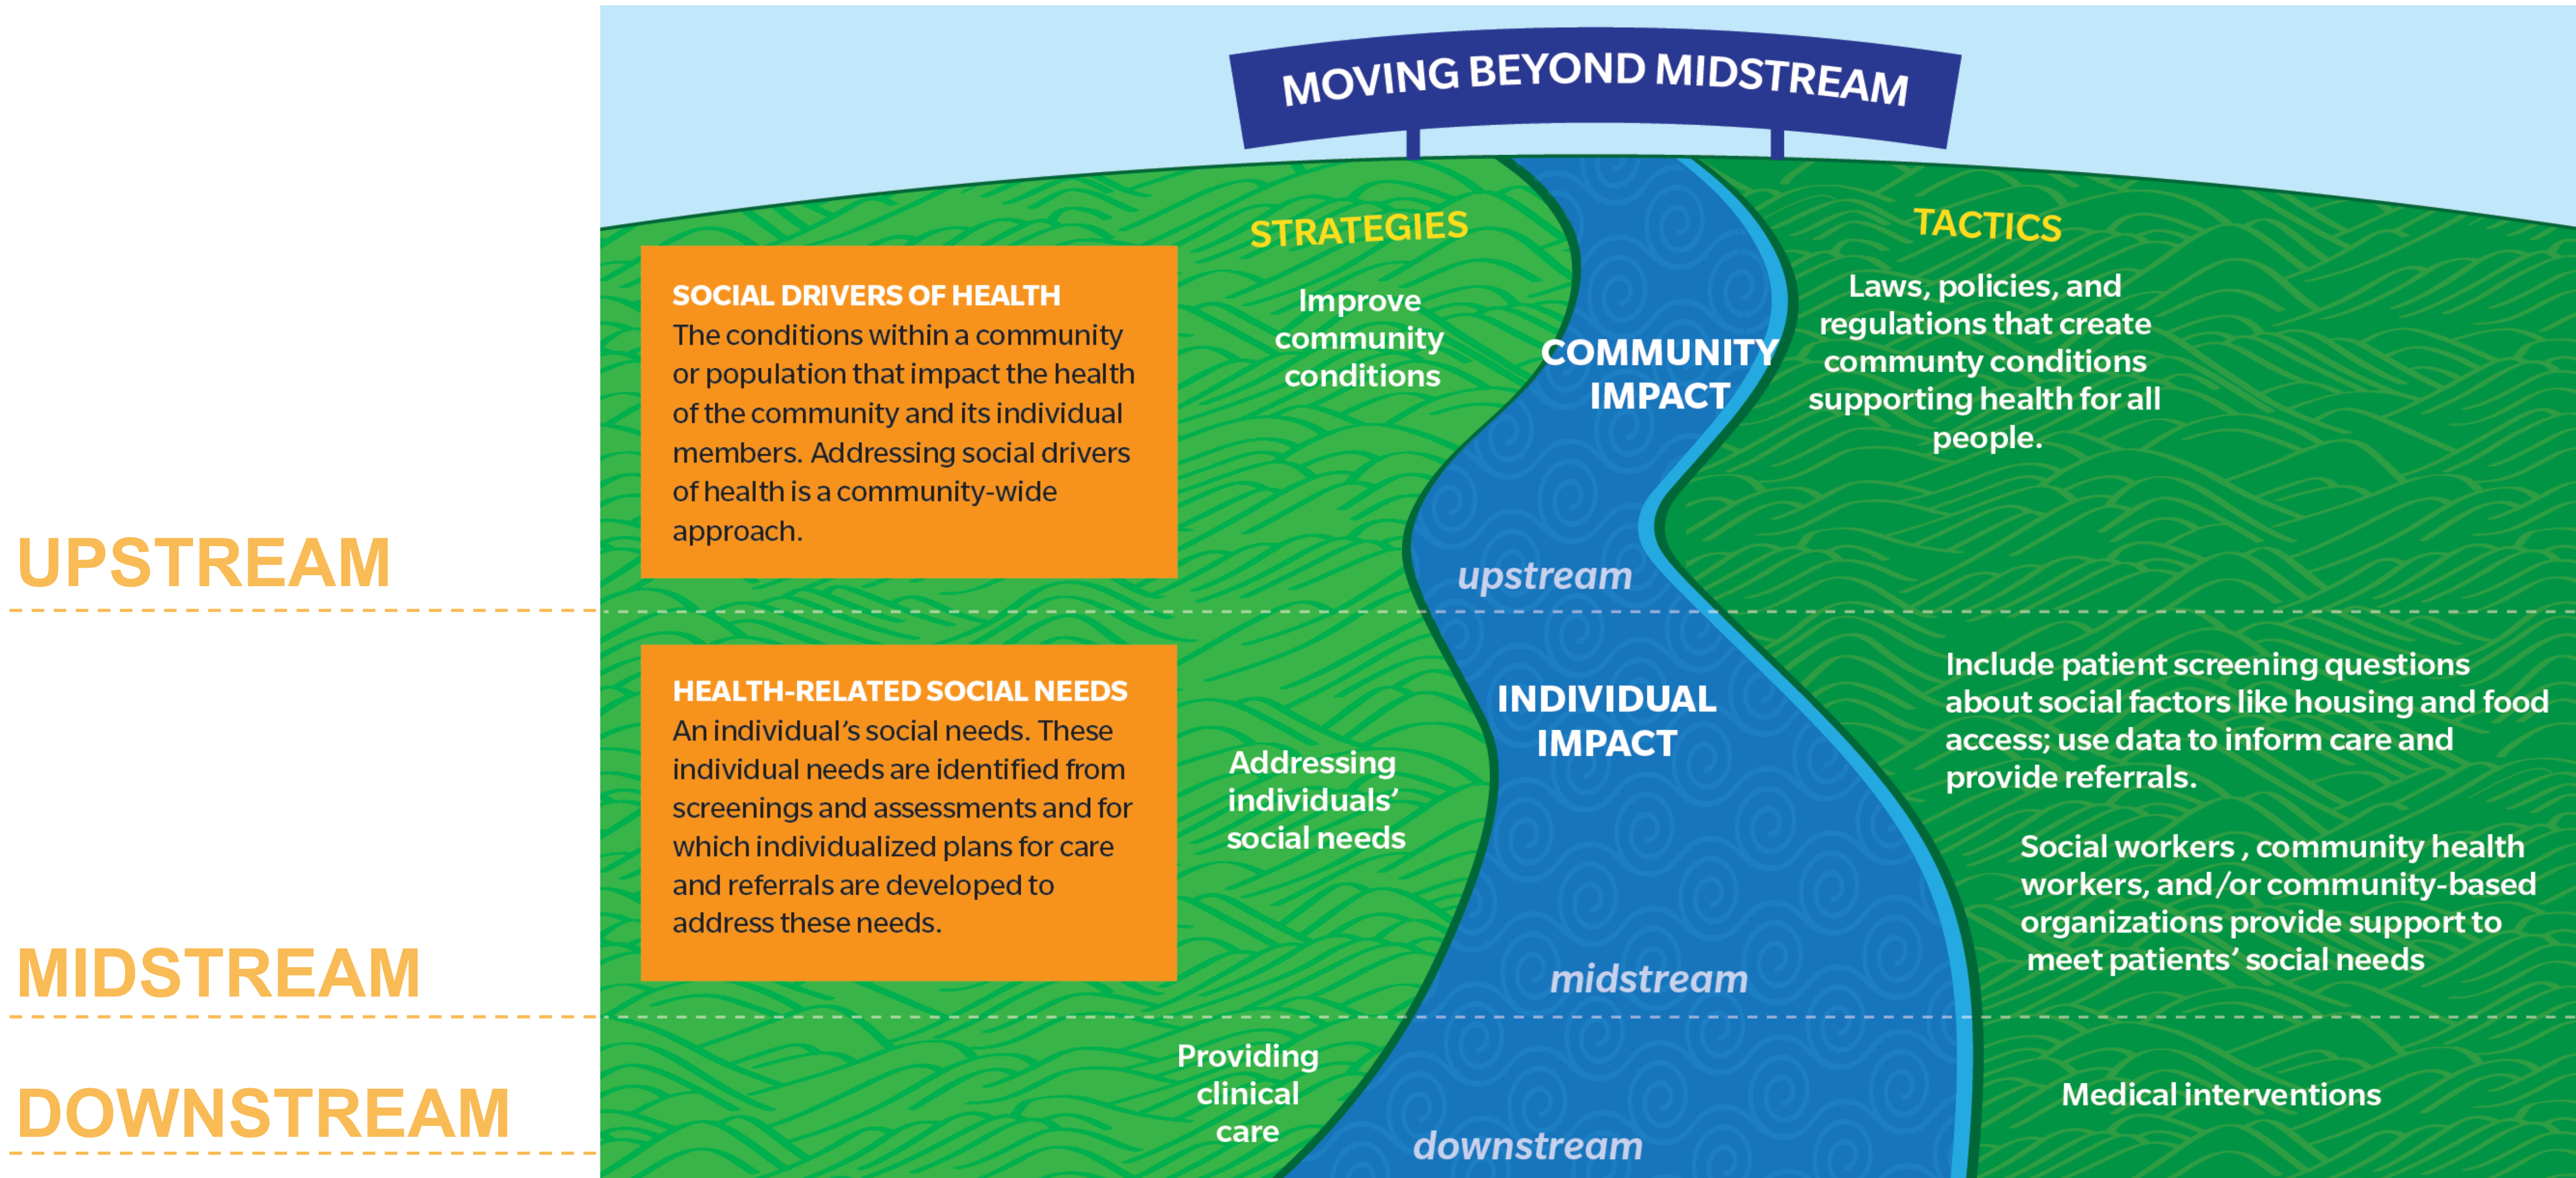 MOVING BEYOND MIDSTREAM
STRATEGIES
TACTICS
SOCIAL DRIVERS OF HEALTH
The conditions within a community
or population that impact the health
of the community and its individual
members. Addressing social drivers
of health is a community-wide
approach.
Improve
community
conditions
COMMUNITY
IMPACT
Laws, policies, and
regulations that create
communty conditions
supporting health for all
people.
UPSTREAM
upstream
HEALTH-RELATED SOCIAL NEEDS
An individual’s social needs. These
individual needs are identified from
screenings and assessments and for
which individualized plans for care
and referrals are developed to
address these needs.
Addressing
individuals’
social needs
INDIVIDUAL
IMPACT
Include patient screening questions
about social factors like housing and food
access; use data to inform care and
provide referrals.
Social workers , community health
workers, and/or community-based
organizations provide support to
meet patients’ social needs
MIDSTREAM
midstream
Providing
clinical
care
Medical interventions
DOWNSTREAM
downstream